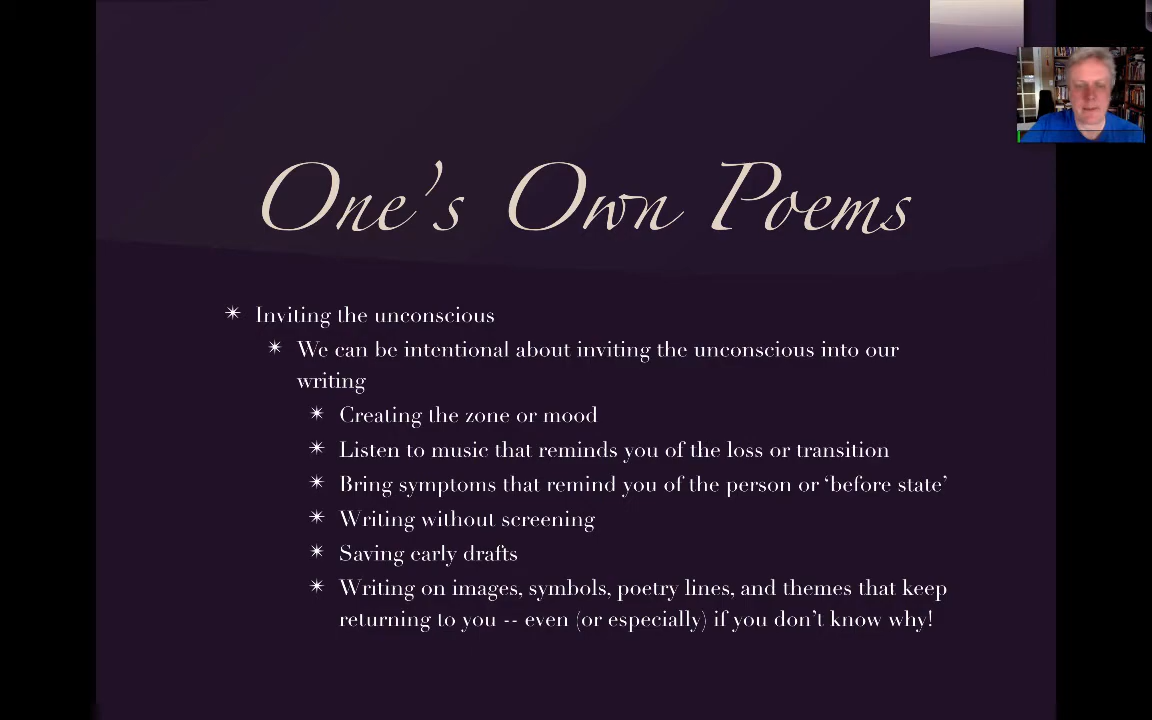 One's Own Poems
Inviting the unconscious
We can be intentional about inviting the unconscious into our
writing
Creating the zone or mood
Listen to music that reminds you of the loss or transition
Bring symptoms that remind you of the person or ‘before state’
Writing without screening
Saving early drafts
Writing on images, symbols, poetry lines, and themes that keep
returning to you -- even (or especially) if you don't know why!